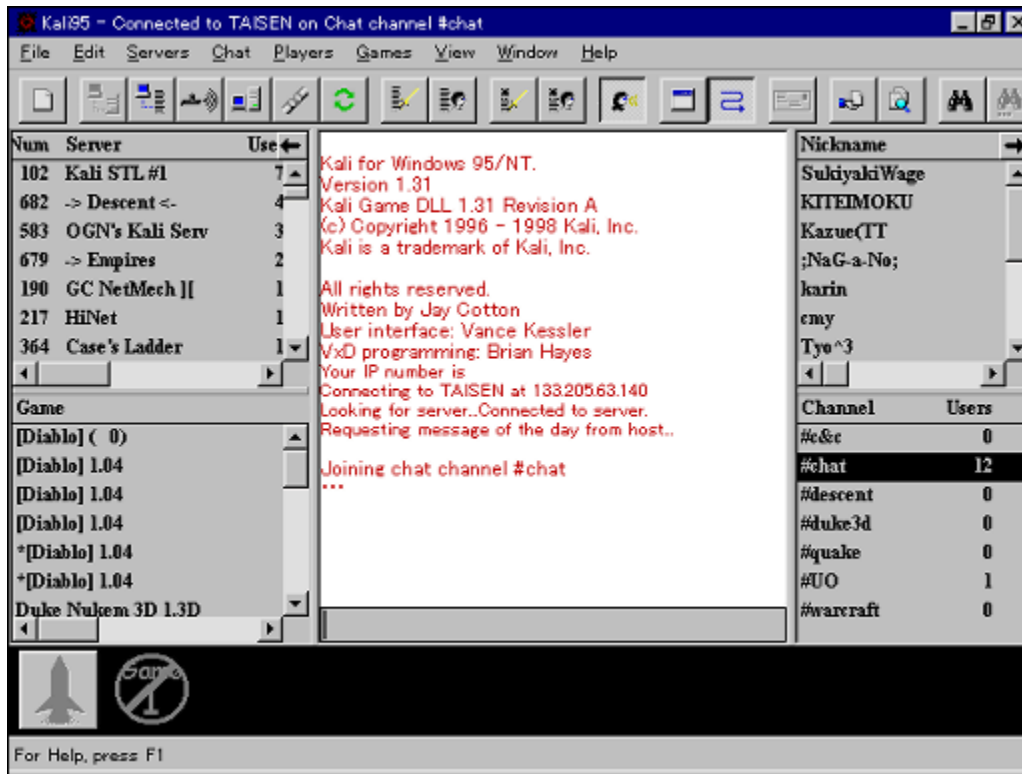 Kali95 - Connected to TAISEN on Chat channel #chat
File Edit Servers Chat Players Games View Window Help
Num Server Use
102 Kali STL #1 7
682 -> Descent <- 4
583 OGN's Kali Serv 3
679 -> Empires 2
190 GC NetMech ][ 1
217 HiNet 1
364 Case's Ladder 1
Game
[Diablo] ( 0)
[Diablo] 1.04
[Diablo] 1.04
[Diablo] 1.04
*[Diablo] 1.04
*[Diablo] 1.04
Duke Nukem 3D 1.3D
Kali for Windows 95/NT.
Version 1.31
Kali Game DLL 1.31 Revision A
(c) Copyright 1996 - 1998 Kali, Inc.
Kali is a trademark of Kali, Inc.
All rights reserved.
Written by Jay Cotton
User interface: Vance Kessler
VxD programming: Brian Hayes
Your IP number is
Connecting to TAISEN at 133.205.63.140
Looking for server..Connected to server.
Requesting message of the day from host..
Joining chat channel #chat
...
Nickname
SukiyakiWage
KITEIMOKU
Kazue(TT
;NaG-a-No;
karin
emy
Tyo^3
Channel Users
#c&c 0
#chat 12
#descent 0
#duke3d 0
#quake 0
#UO 1
#warcraft 0
Game
1
For Help, press F1